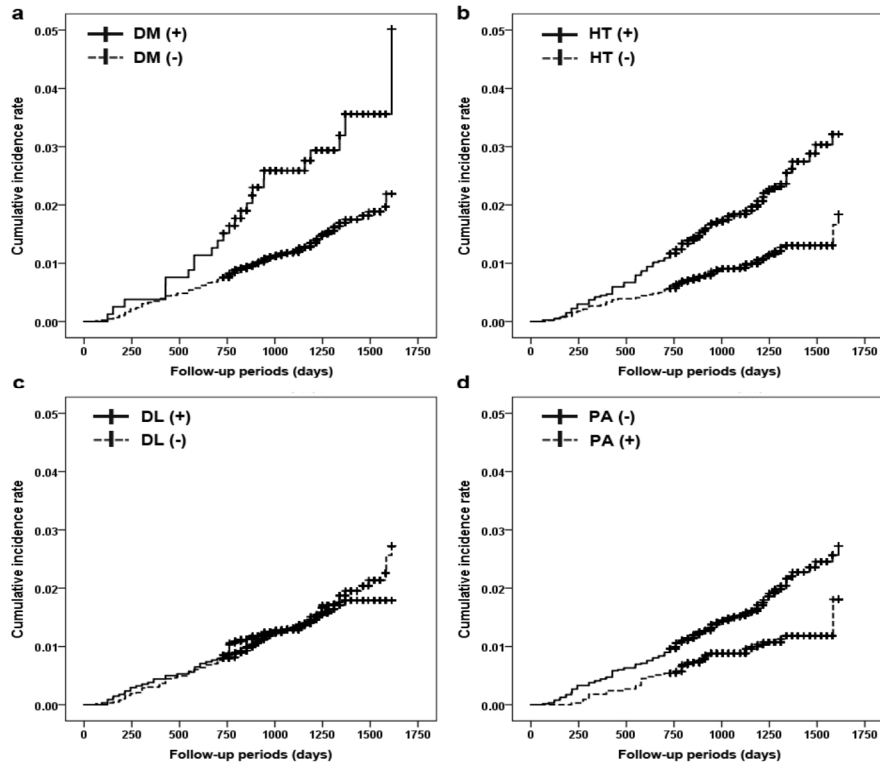 a
DM (+)
DM (-)
0.05
0.04
0.03
0.02
0.01
0.00
Cumulative incidence rate
0 250 500 750 1000 1250 1500 1750
Follow-up periods (days)
b
HT (+)
HT (-)
0.05
0.04
0.03
0.02
0.01
0.00
Cumulative incidence rate
0 250 500 750 1000 1250 1500 1750
Follow-up periods (days)
c
DL (+)
DL (-)
0.05
0.04
0.03
0.02
0.01
0.00
Cumulative incidence rate
0 250 500 750 1000 1250 1500 1750
Follow-up periods (days)
d
PA (-)
PA (+)
0.05
0.04
0.03
0.02
0.01
0.00
Cumulative incidence rate
0 250 500 750 1000 1250 1500 1750
Follow-up periods (days)